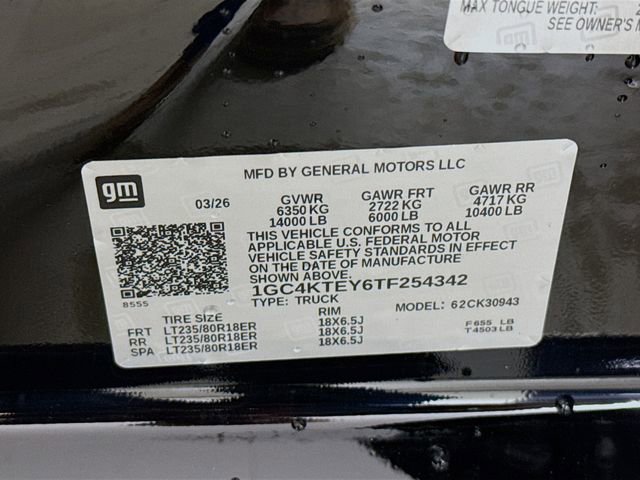 MAX TONGUE WEIGHT: 2
SEE OWNER'S M
MFD BY GENERAL MOTORS LLC
gm
03/26
GVWR GAWR FRT GAWR RR
6350 KG 2722 KG 4717 KG
14000 LB 6000 LB 10400 LB
THIS VEHICLE CONFORMS TO ALL
APPLICABLE U.S. FEDERAL MOTOR
VEHICLE SAFETY STANDARDS IN EFFECT
ON THE DATE OF MANUFACTURE
SHOWN ABOVE.
8555
1GC4KTEY6TF254342
TYPE: TRUCK MODEL: 62CK30943
TIRE SIZE RIM
FRT LT235/80R18ER 18X6.5J F 655 LB
RR LT235/80R18ER 18X6.5J T 4503 LB
SPA LT235/80R18ER 18X6.5J